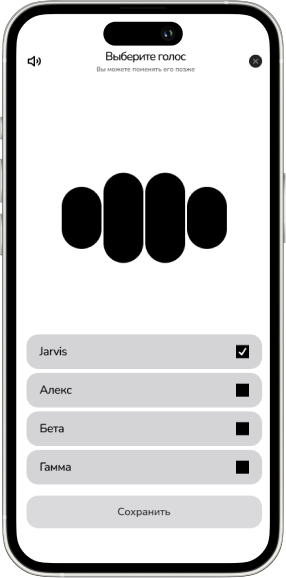 Выберите голос
Вы можете поменять его позже
Jarvis
Алекс
Бета
Гамма
Сохранить